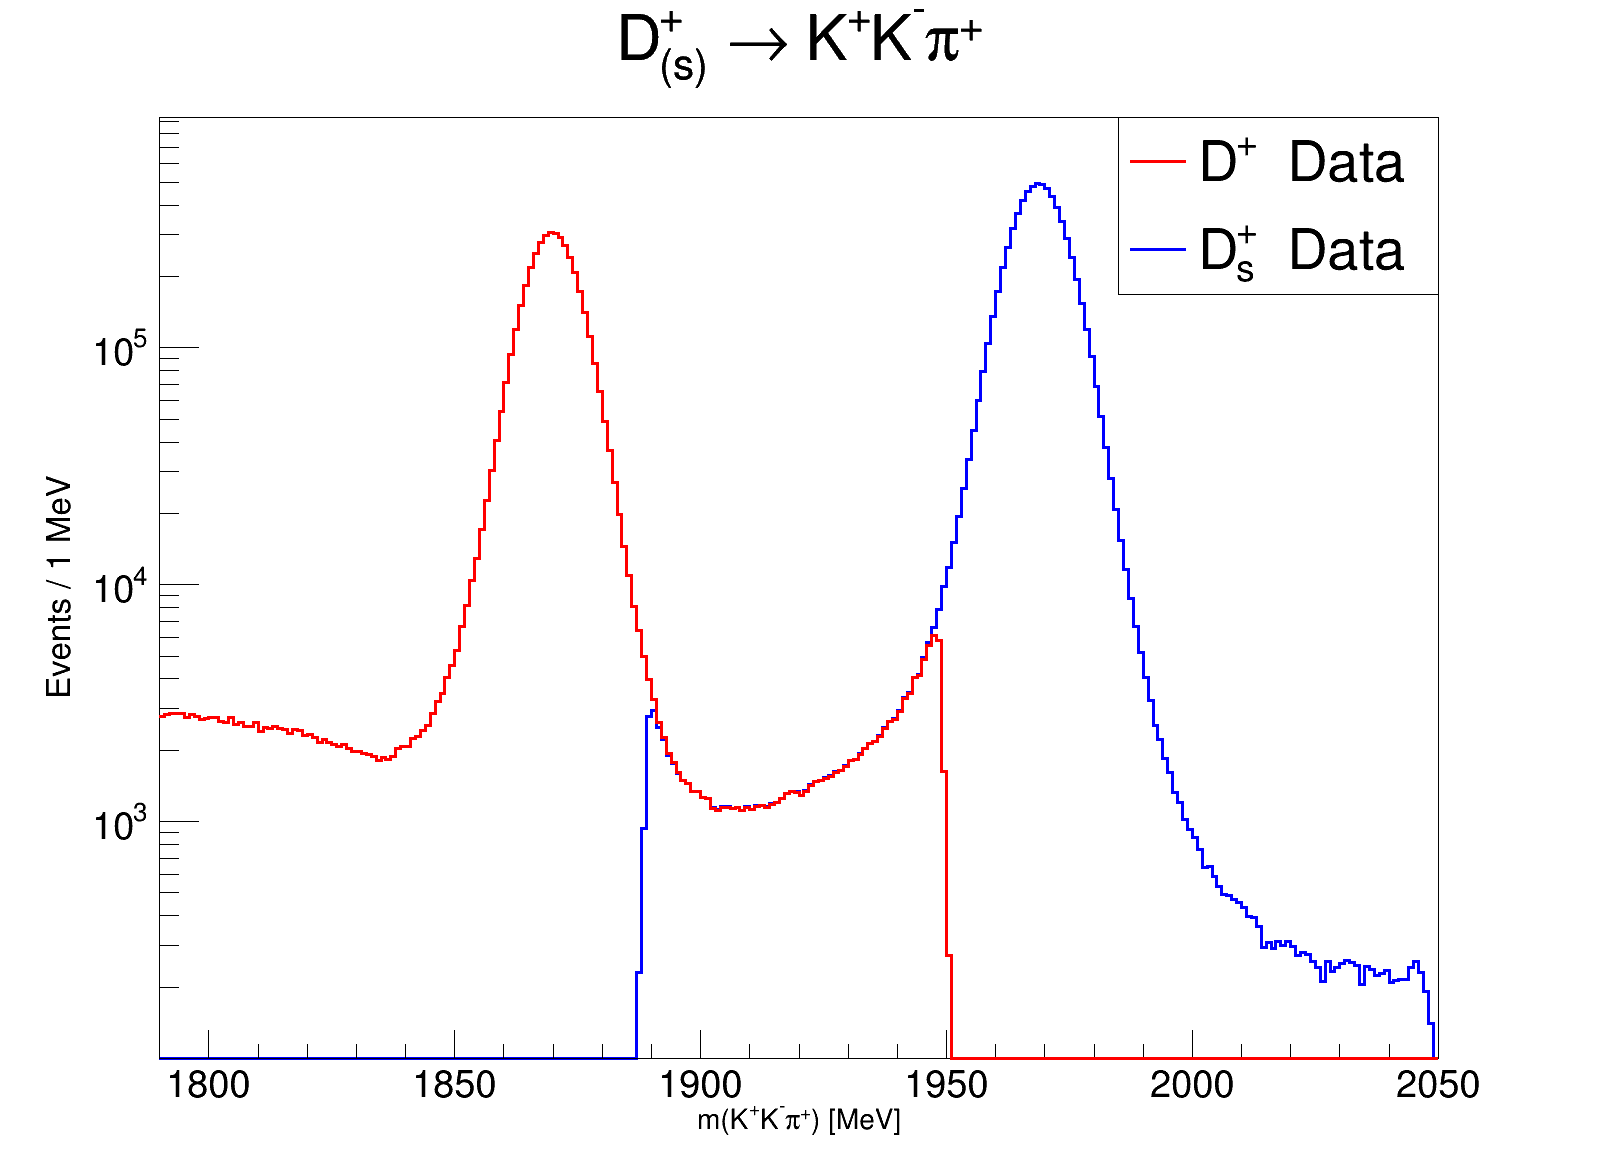 D⁺₍ₛ₎ → K⁺K⁻π⁺
D⁺ Data
D⁺ₛ Data
10⁵
10⁴
10³
Events / 1 MeV
1800 1850 1900 1950 2000 2050
m(K⁺K⁻π⁺) [MeV]